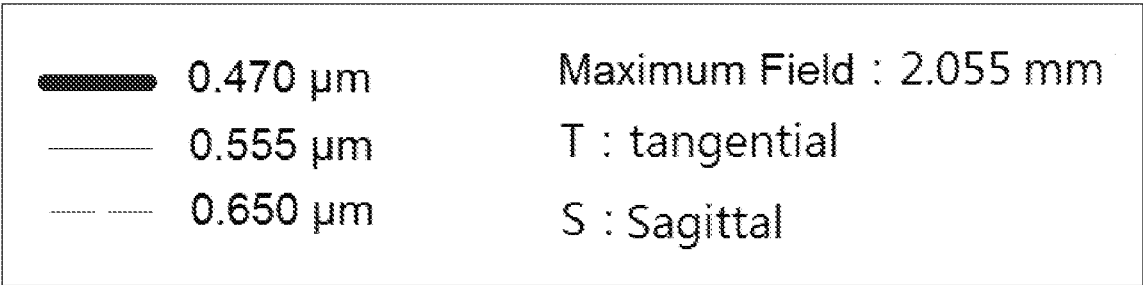 0.470 μm Maximum Field : 2.055 mm
0.555 μm T : tangential
0.650 μm S : Sagittal